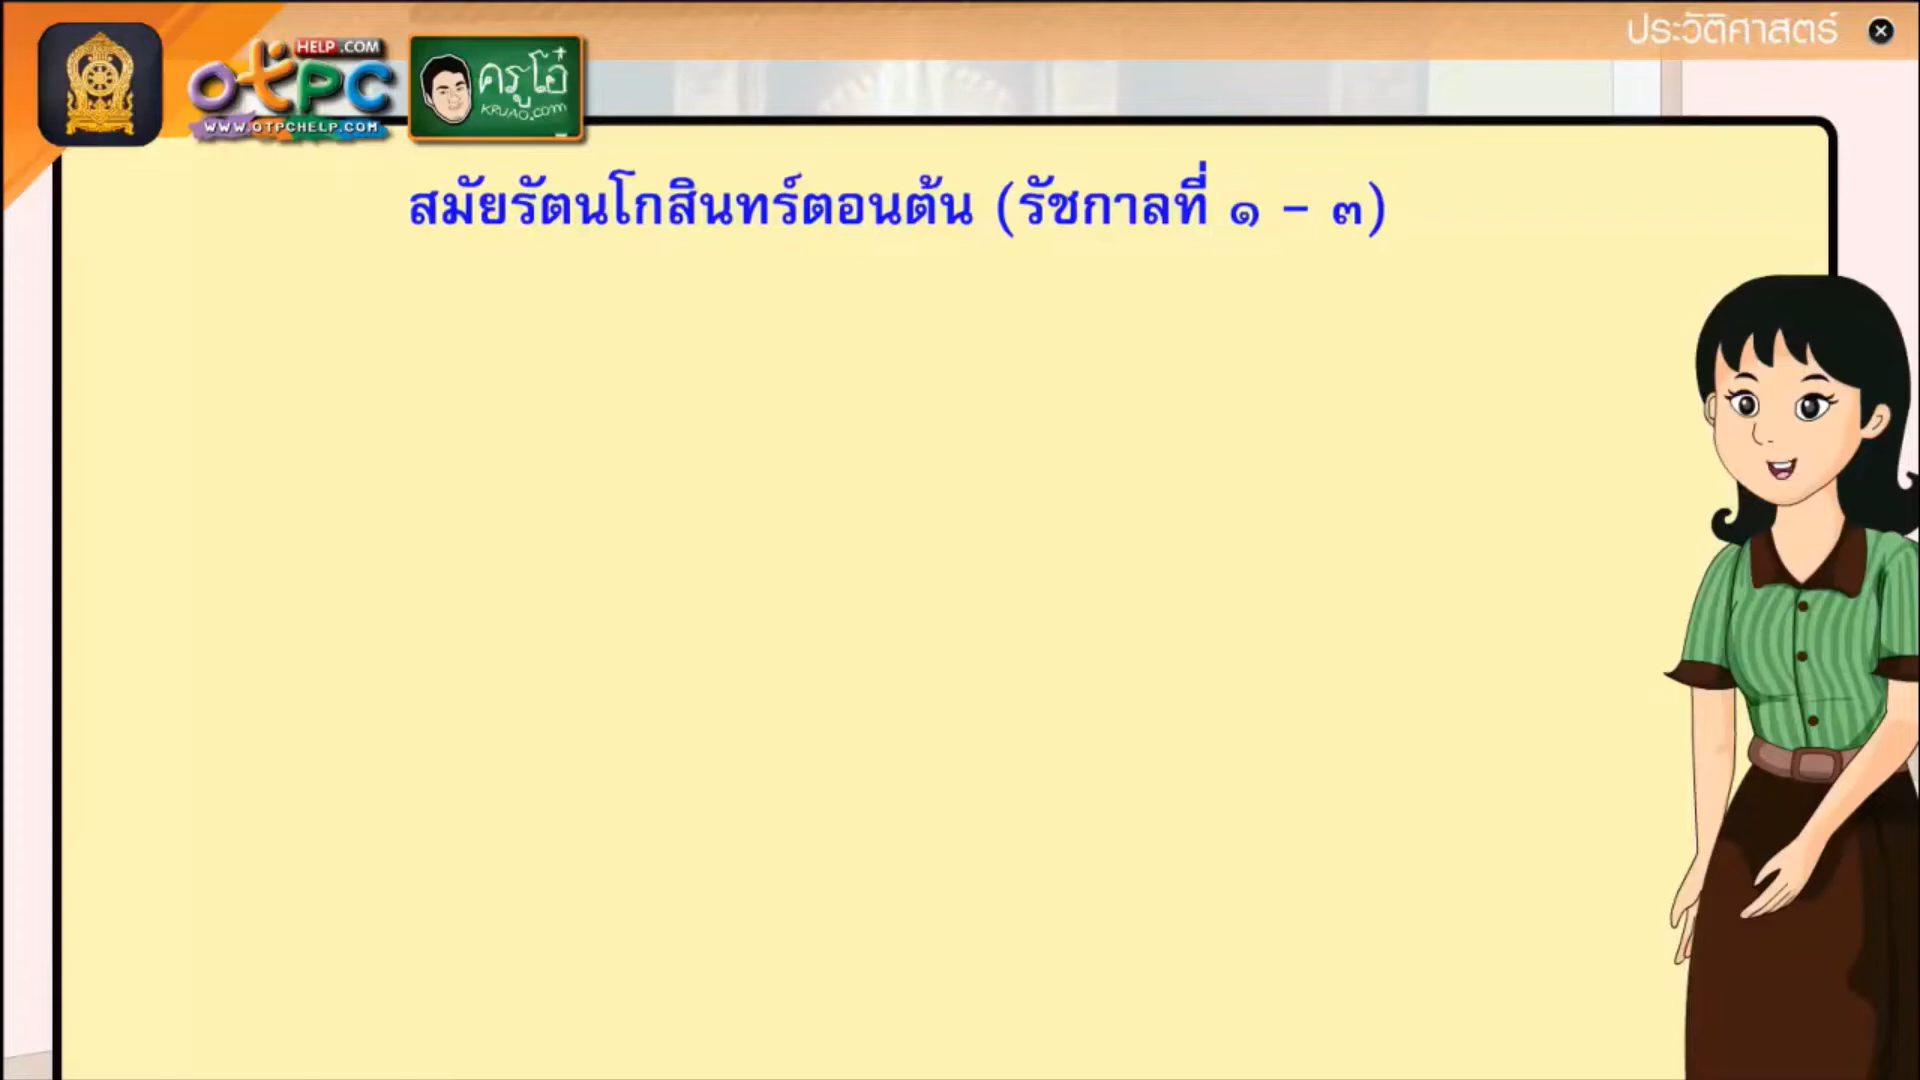 ประวัติศาสตร์
HELP.COM
otpc
WWW.OTPCHELP.COM
ครูโอ๋
KRUAO.COM
สมัยรัตนโกสินทร์ตอนต้น (รัชกาลที่ ๑ - ๓)